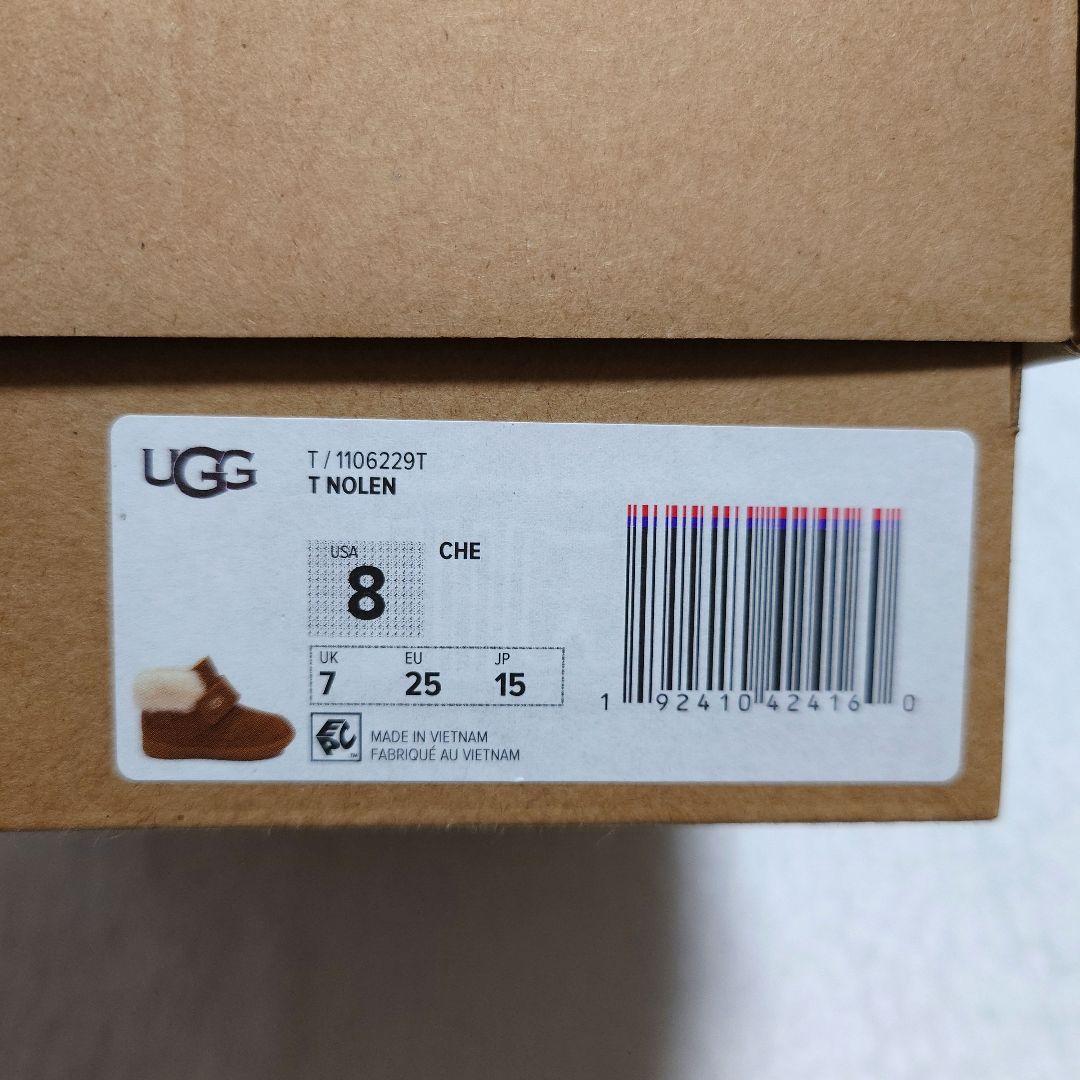 UGG
T / 1106229T
T NOLEN
USA
8
CHE
UK EU JP
7 25 15
EPC
MADE IN VIETNAM
FABRIQUÉ AU VIETNAM
1 92410 42416 0